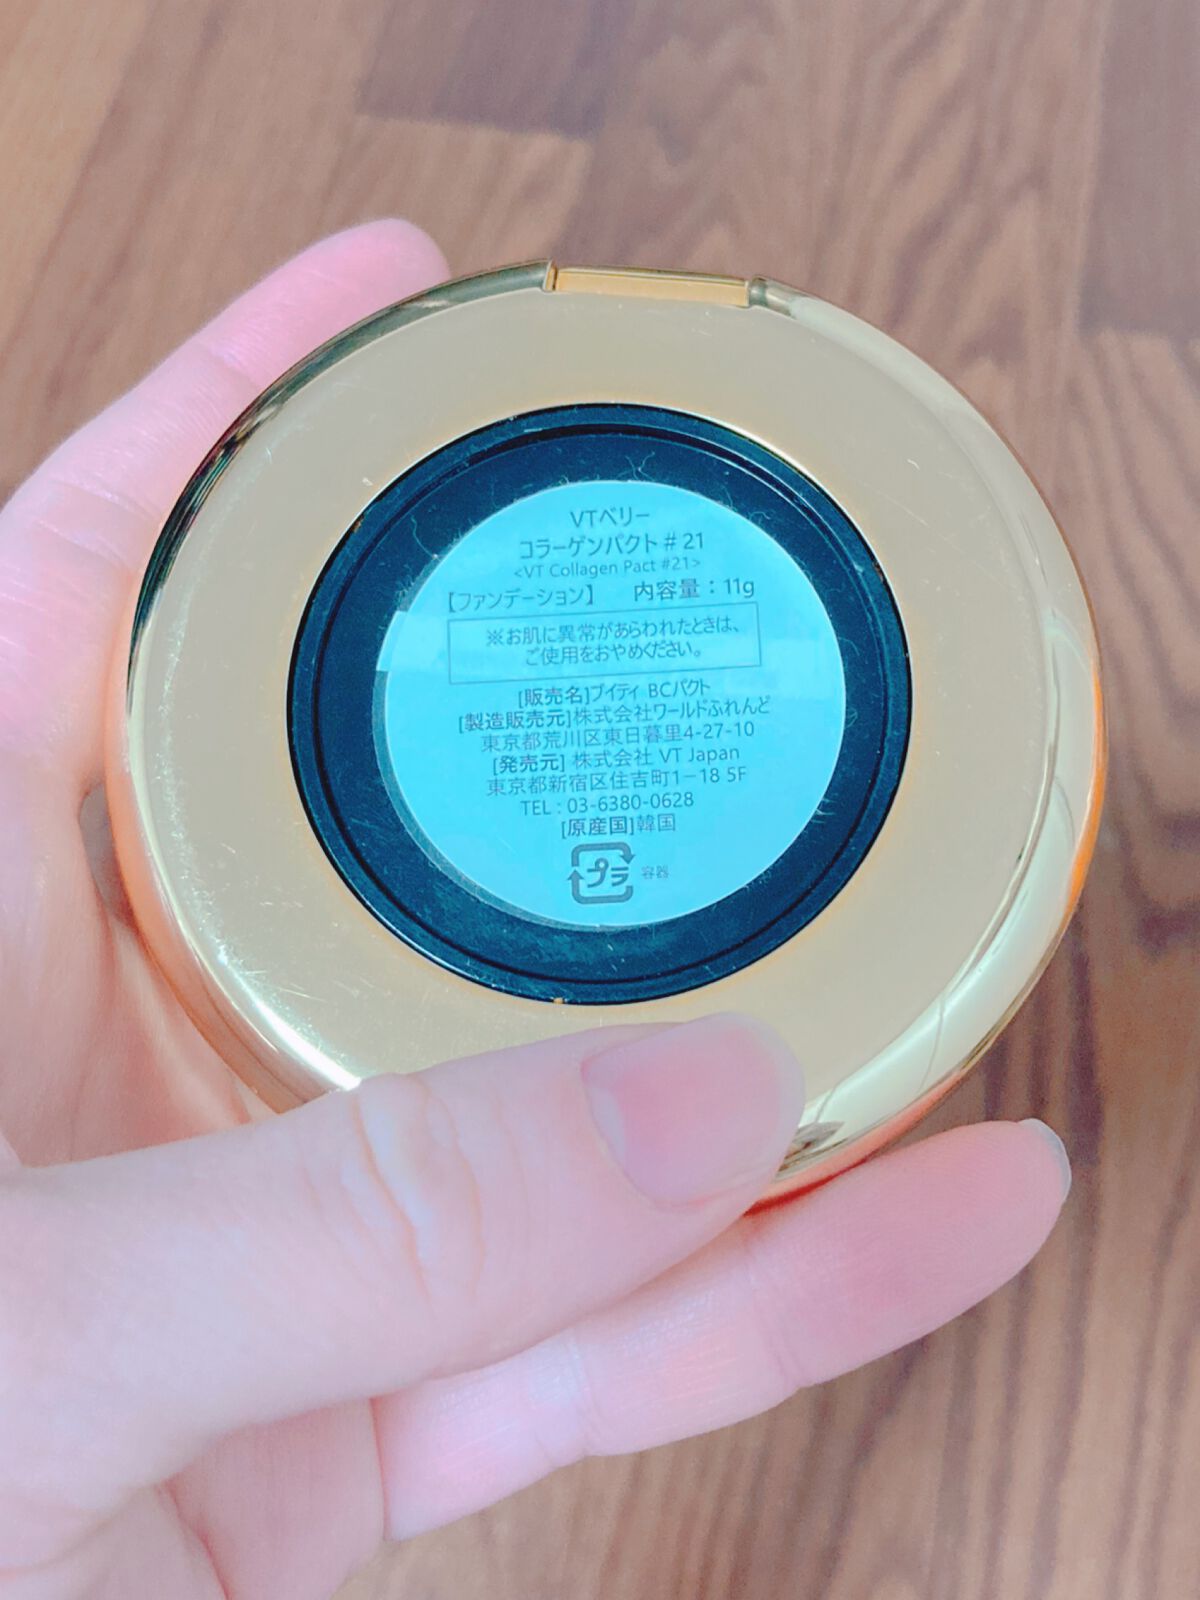 VTベリー
コラーゲンパクト#21
<VT Collagen Pact #21>
【ファンデーション】 内容量：11g
※お肌に異常があらわれたときは、
ご使用をおやめください。
[販売名]ブイティ BCパクト
[製造販売元]株式会社ワールドふれんど
東京都荒川区東日暮里4-27-10
[発売元] 株式会社 VT Japan
東京都新宿区住吉町1−18 5F
TEL : 03-6380-0628
[原産国]韓国
プラ 容器